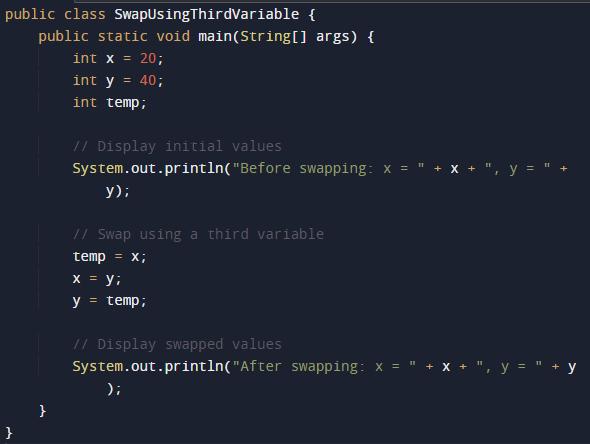 public class SwapUsingThirdVariable {
    public static void main(String[] args) {
        int x = 20;
        int y = 40;
        int temp;
        // Display initial values
        System.out.println("Before swapping: x = " + x + ", y = " +
            y);
        // Swap using a third variable
        temp = x;
        x = y;
        y = temp;
        // Display swapped values
        System.out.println("After swapping: x = " + x + ", y = " + y
            );
    }
}